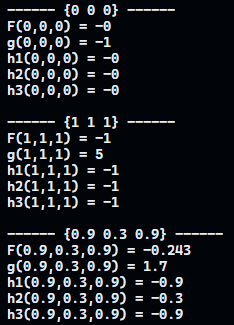 ------ {0 0 0} ------
F(0,0,0) = -0
g(0,0,0) = -1
h1(0,0,0) = -0
h2(0,0,0) = -0
h3(0,0,0) = -0
------ {1 1 1} ------
F(1,1,1) = -1
g(1,1,1) = 5
h1(1,1,1) = -1
h2(1,1,1) = -1
h3(1,1,1) = -1
------ {0.9 0.3 0.9} ------
F(0.9,0.3,0.9) = -0.243
g(0.9,0.3,0.9) = 1.7
h1(0.9,0.3,0.9) = -0.9
h2(0.9,0.3,0.9) = -0.3
h3(0.9,0.3,0.9) = -0.9